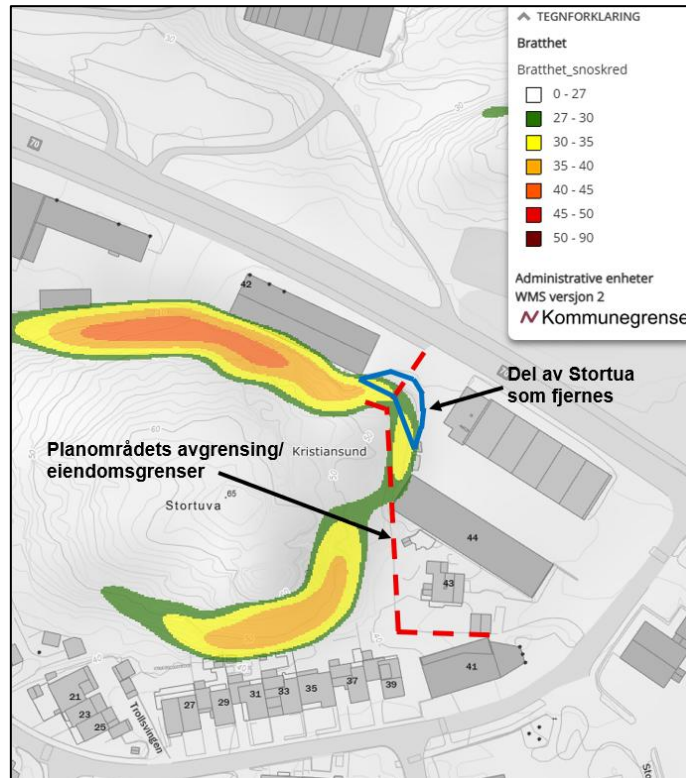 TEGNFORKLARING
Bratthet
Bratthet_snoskred
0 - 27
27 - 30
30 - 35
35 - 40
40 - 45
45 - 50
50 - 90
Administrative enheter
WMS versjon 2
Kommunegrense
70
42
Del av Stortua
som fjernes
Planområdets avgrensing/
eiendomsgrenser
Kristiansund
Stortuva
65
44
43
41
39
37
35
33
31
29
27
21
23
25
Trollsvingen